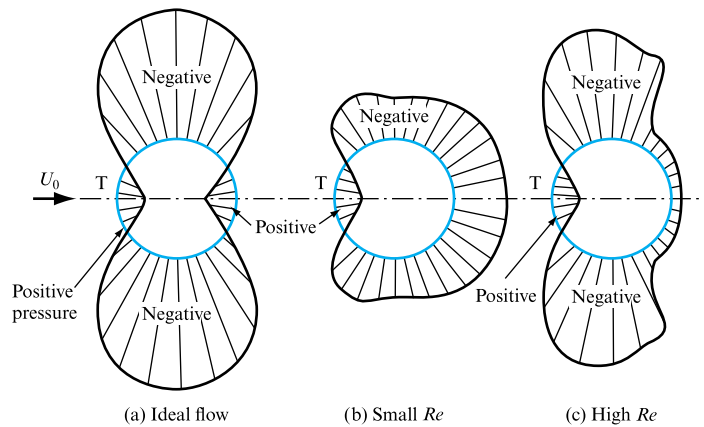 Negative
Negative
Negative
U₀
T
T
T
Positive
Positive
pressure
Positive
Negative
Negative
(a) Ideal flow
(b) Small Re
(c) High Re